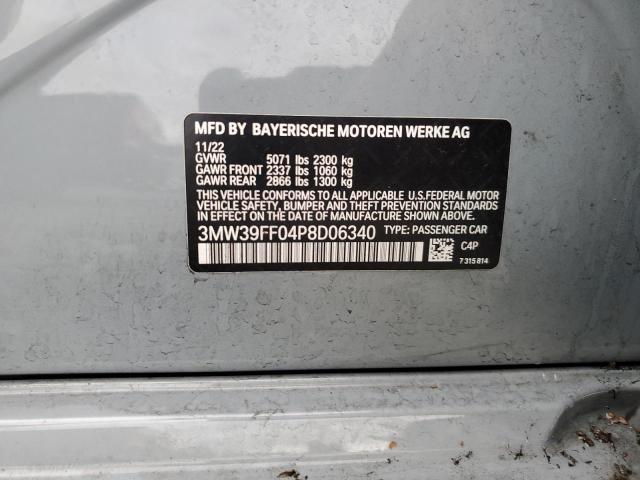 MFD BY BAYERISCHE MOTOREN WERKE AG
11/22
GVWR 5071 lbs 2300 kg
GAWR FRONT 2337 lbs 1060 kg
GAWR REAR 2866 lbs 1300 kg
THIS VEHICLE CONFORMS TO ALL APPLICABLE U.S.FEDERAL MOTOR
VEHICLE SAFETY, BUMPER AND THEFT PREVENTION STANDARDS
IN EFFECT ON THE DATE OF MANUFACTURE SHOWN ABOVE.
3MW39FF04P8D06340 TYPE: PASSENGER CAR
C4P
7 315 814